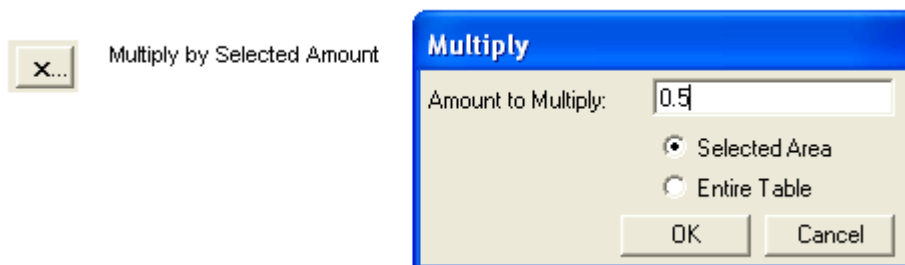 x...
Multiply by Selected Amount
Multiply
Amount to Multiply: 0.5
Selected Area
Entire Table
OK Cancel